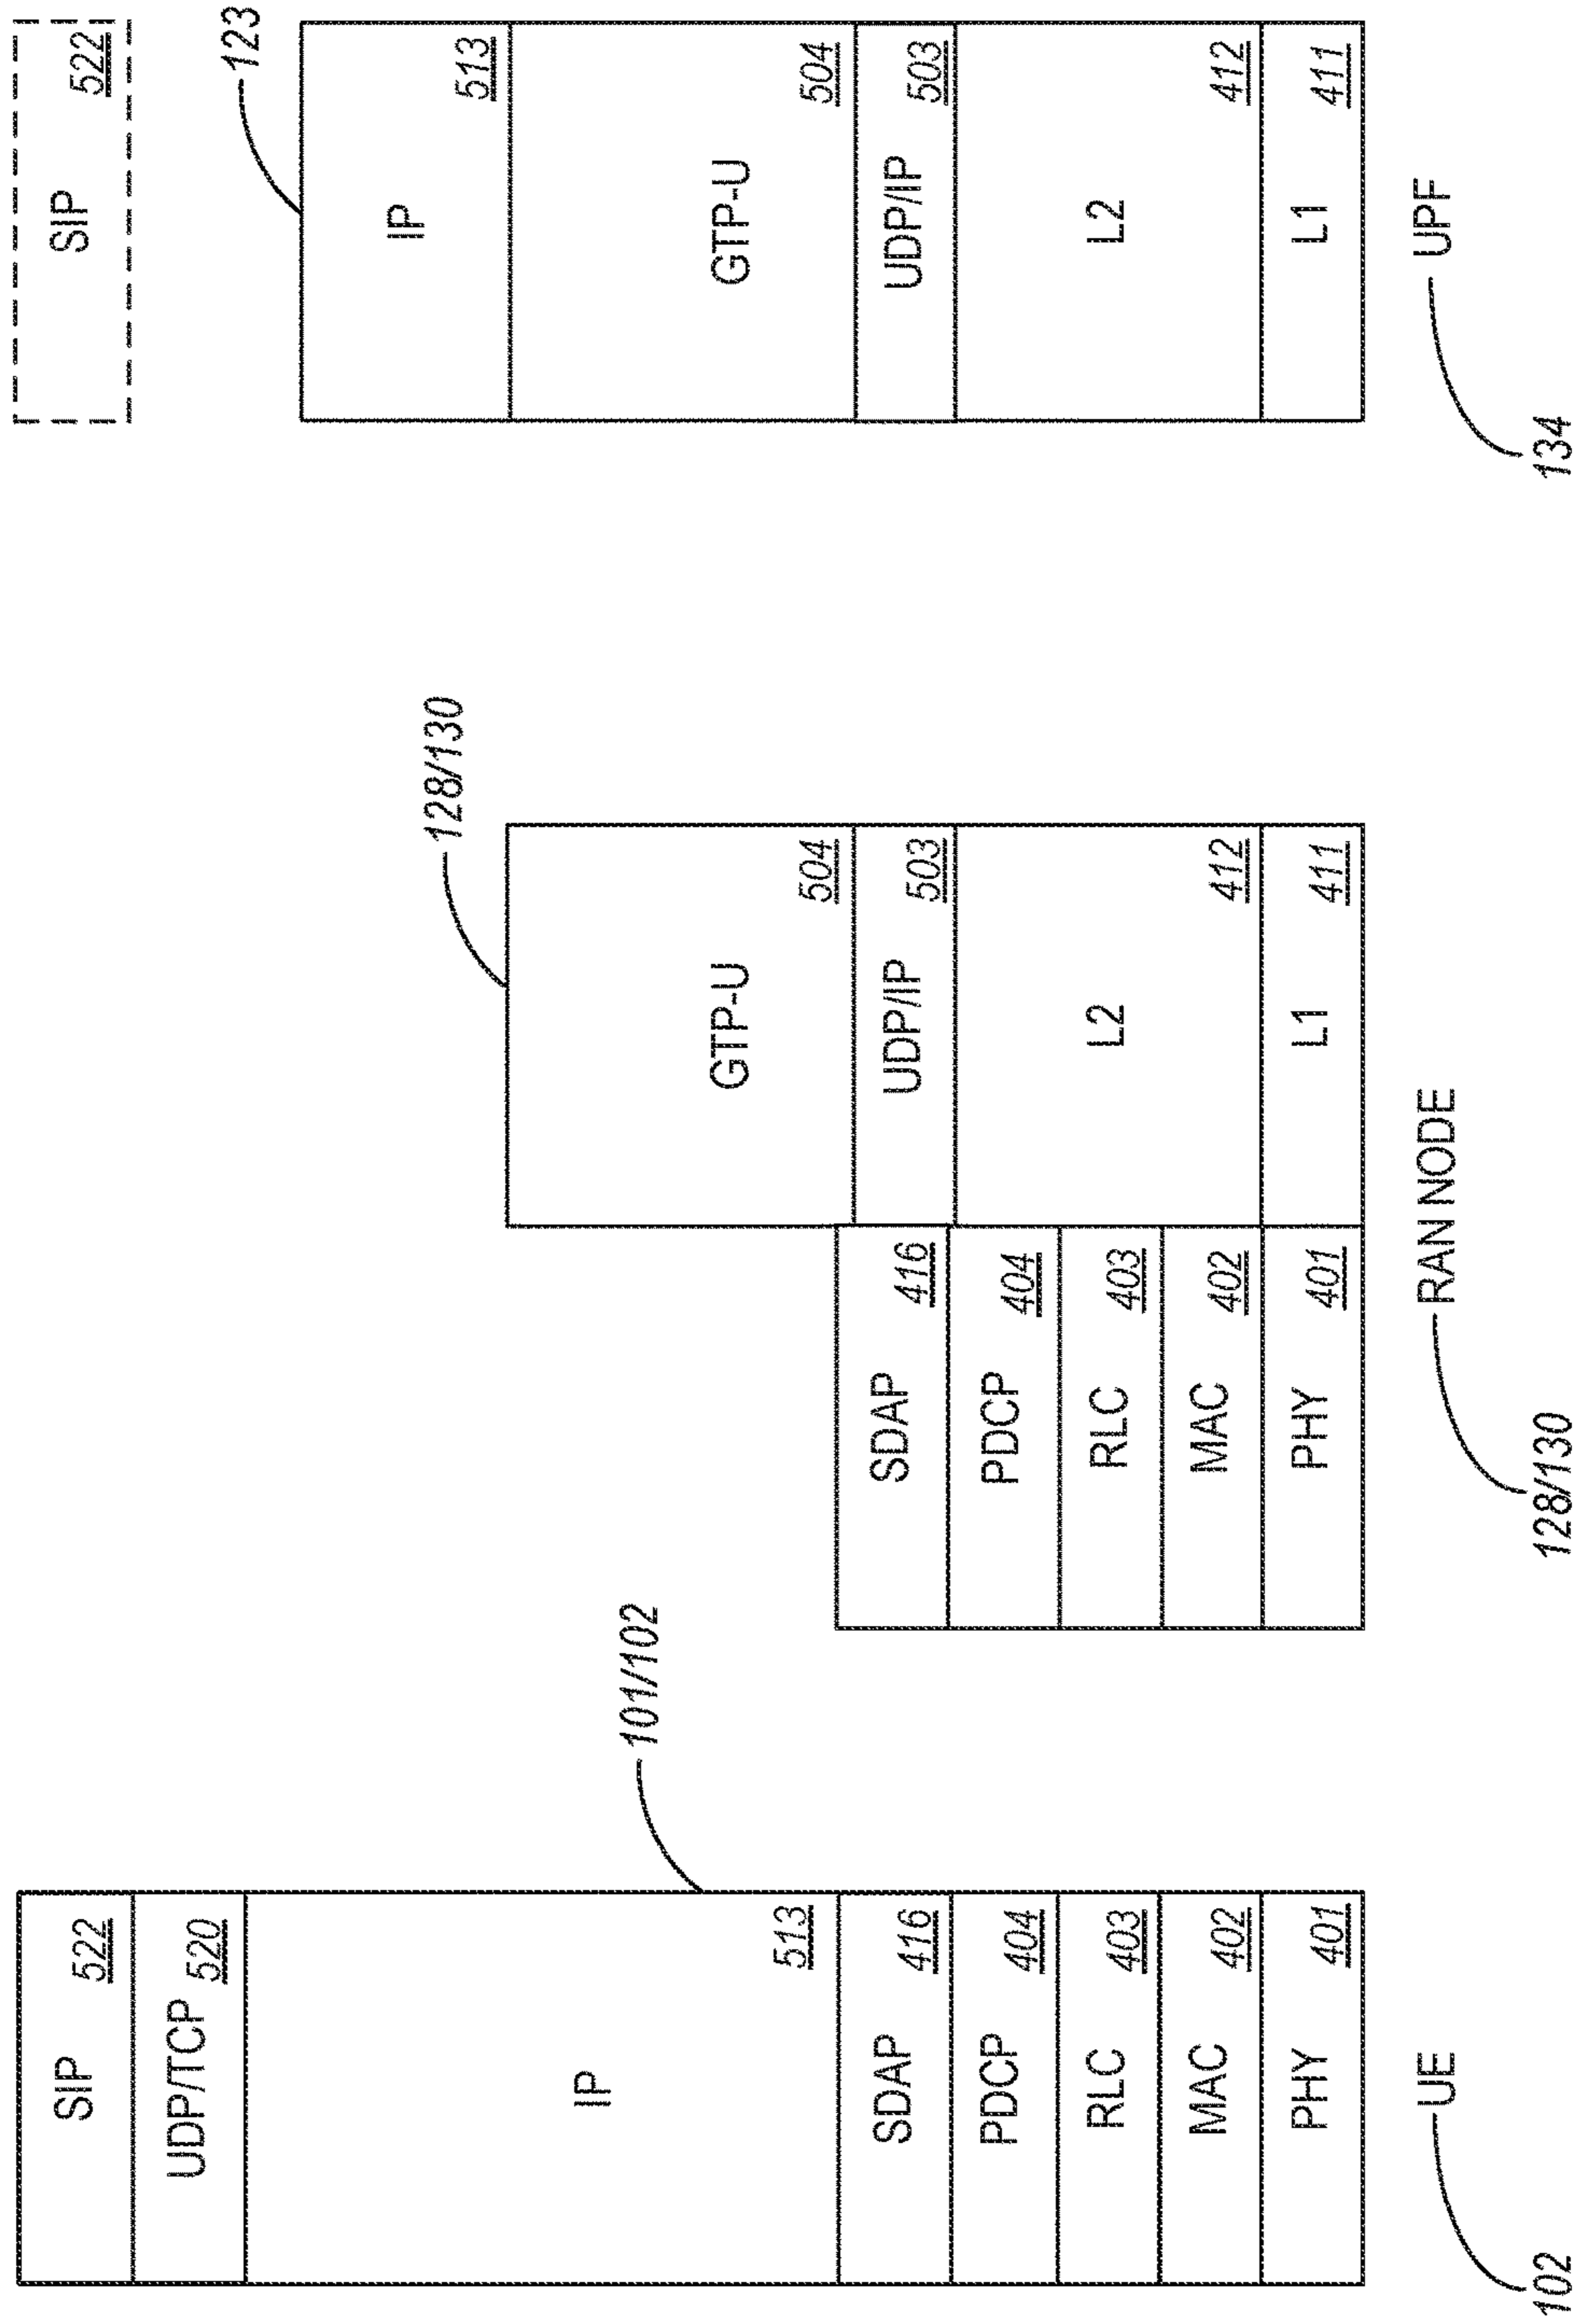 SIP 522
UDP/TCP 520
IP 513
SDAP 416
PDCP 404
RLC 403
MAC 402
PHY 401
101/102
UE
102
SDAP 416
PDCP 404
RLC 403
MAC 402
PHY 401
GTP-U 504
UDP/IP 503
L2 412
L1 411
128/130
RAN NODE
128/130
SIP 522
123
IP 513
GTP-U 504
UDP/IP 503
L2 412
L1 411
UPF
134